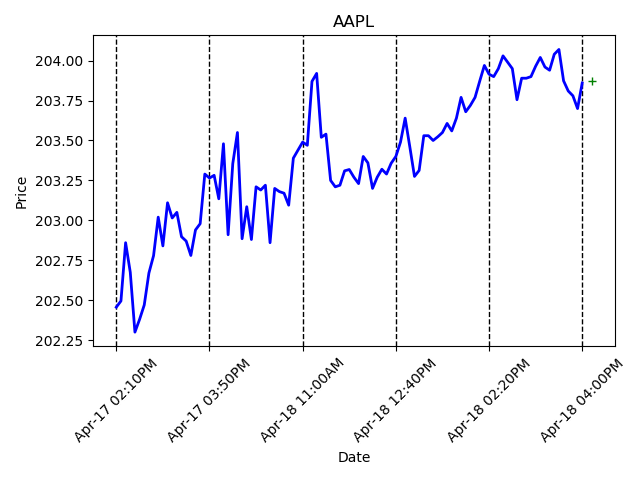 AAPL
Price
204.00
203.75
203.50
203.25
203.00
202.75
202.50
202.25
Apr-17 02:10PM
Apr-17 03:50PM
Apr-18 11:00AM
Apr-18 12:40PM
Apr-18 02:20PM
Apr-18 04:00PM
Date